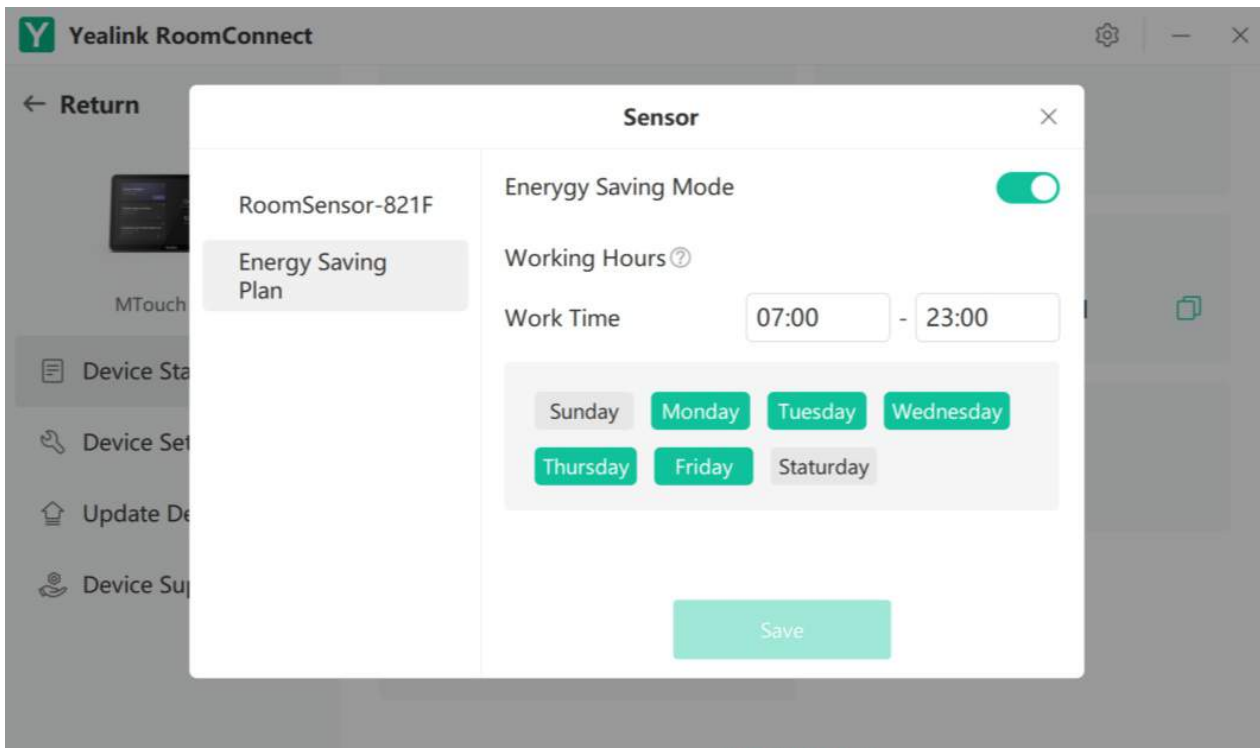 Yealink RoomConnect
← Return
Sensor
MTouch
Device Sta
Device Set
Update De
Device Sup
RoomSensor-821F
Energy Saving
Plan
Enerygy Saving Mode
Working Hours
Work Time 07:00 - 23:00
Sunday Monday Tuesday Wednesday
Thursday Friday Staturday
Save